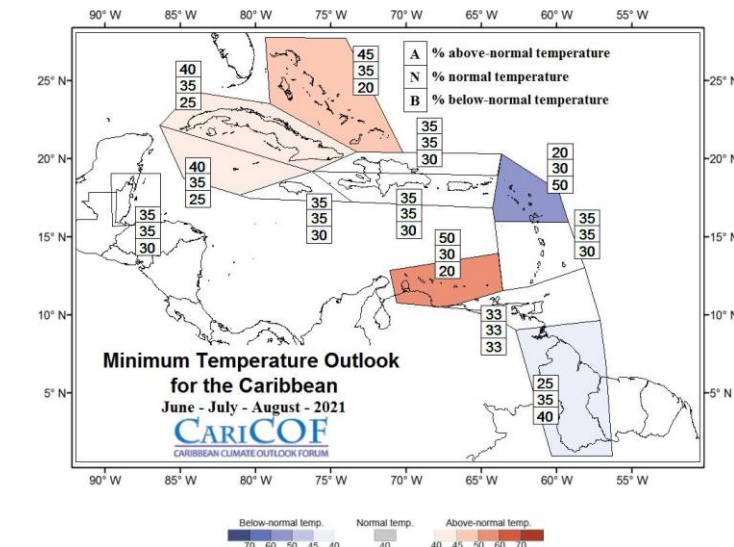 90° W 85° W 80° W 75° W 70° W 65° W 60° W 55° W
A % above-normal temperature
N % normal temperature
B % below-normal temperature
25° N
25° N
45
35
20
40
35
25
20° N
20° N
35
35
30
20
30
50
40
35
25
35
35
30
35
35
30
35
35
30
35
35
30
15° N
15° N
50
30
20
10° N
10° N
33
33
33
Minimum Temperature Outlook
for the Caribbean
June - July - August - 2021
CARICOF
CARIBBEAN CLIMATE OUTLOOK FORUM
25
35
40
5° N
5° N
90° W 85° W 80° W 75° W 70° W 65° W 60° W 55° W
Below-normal temp. Normal temp. Above-normal temp.
70 60 50 45 40 40 40 45 50 60 70